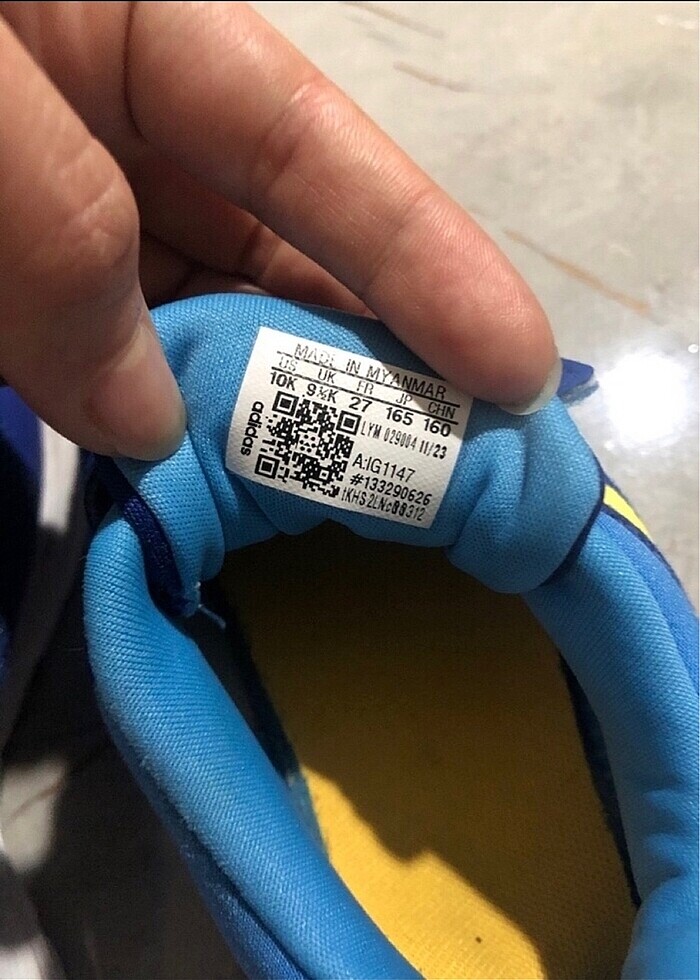 MADE IN MYANMAR
US UK FR JP CHN
10K 9½K 27 165 160
adidas
LYM 029004 11/23
A:IG1147
#133290626